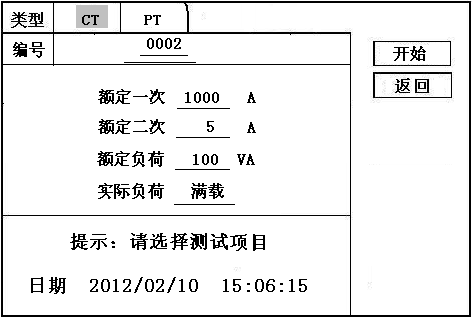 类型 CT PT
编号 0002
开始
返回
额定一次 1000 A
额定二次 5 A
额定负荷 100 VA
实际负荷 满载
提示：请选择测试项目
日期 2012/02/10 15:06:15